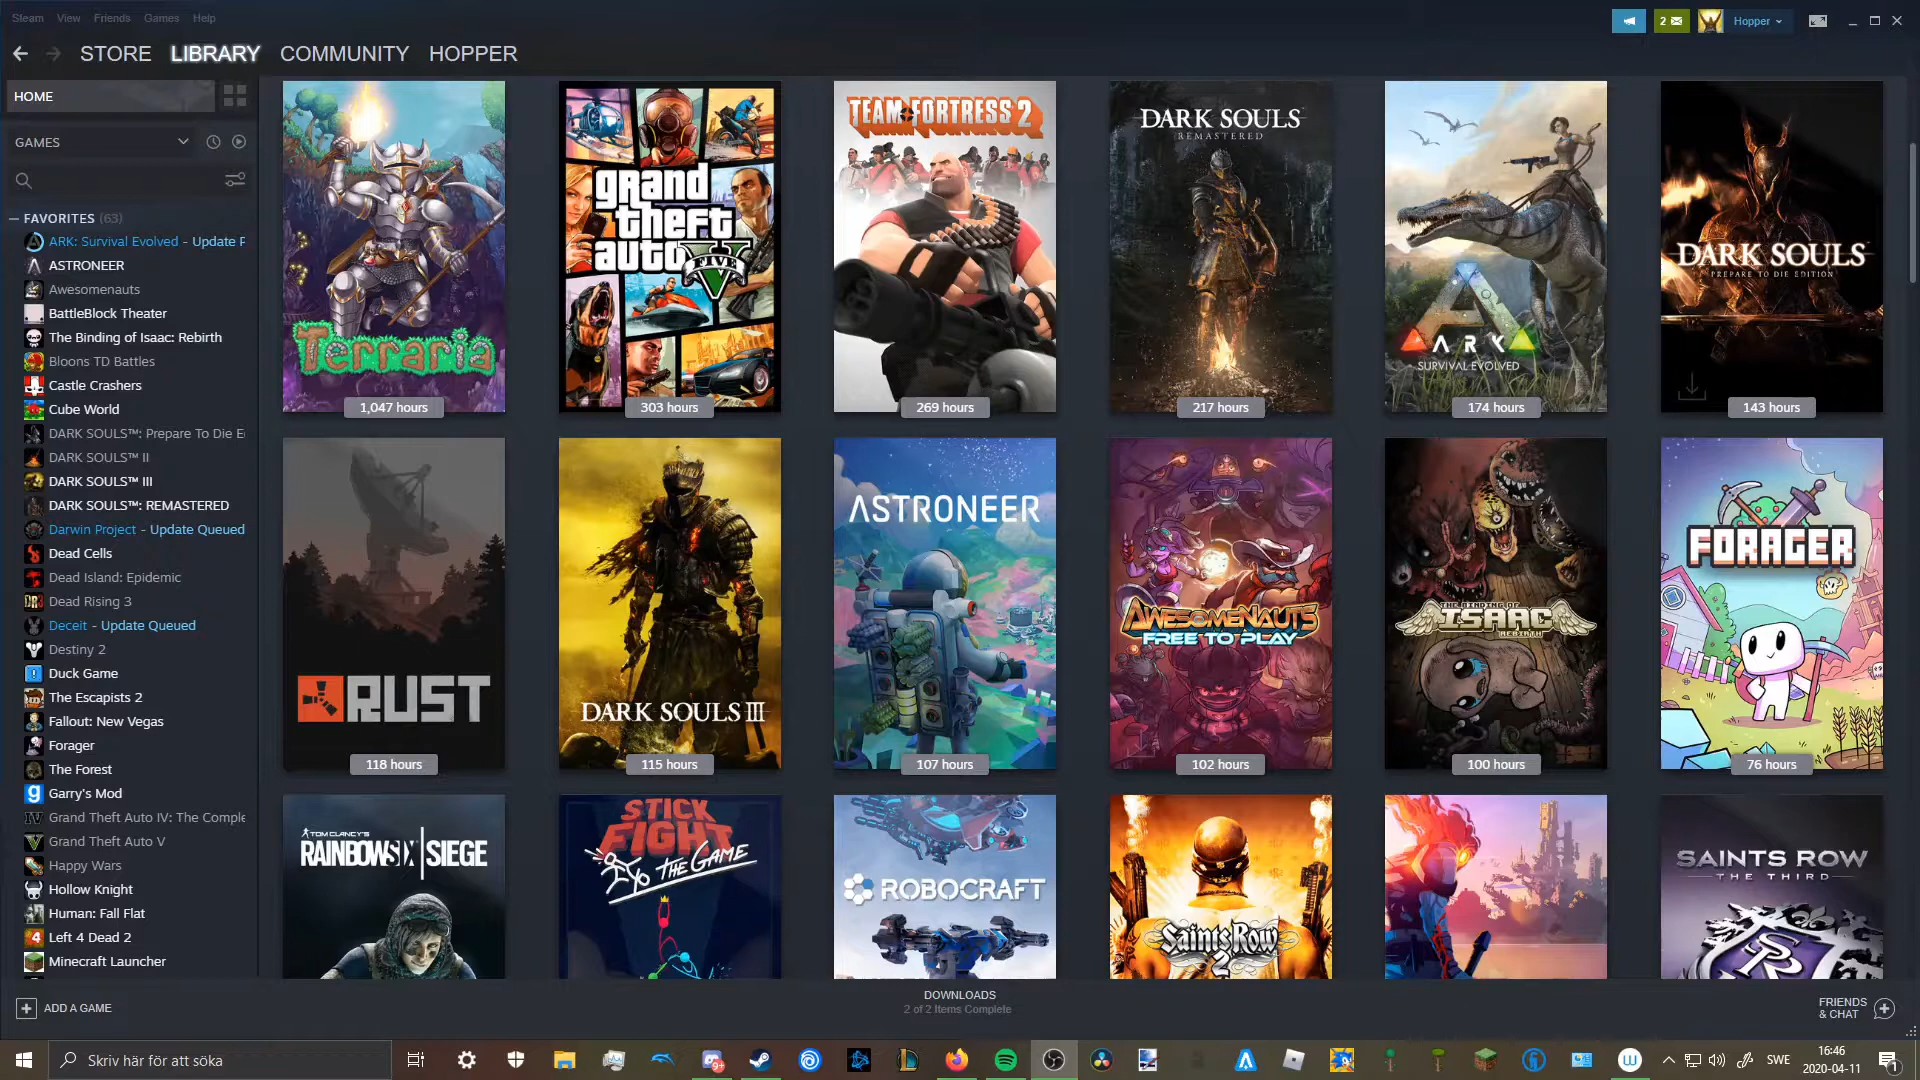 Steam View Friends Games Help
2 Hopper
STORE LIBRARY COMMUNITY HOPPER
HOME
GAMES
FAVORITES (63)
ARK: Survival Evolved - Update P
ASTRONEER
Awesomenauts
BattleBlock Theater
The Binding of Isaac: Rebirth
Bloons TD Battles
Castle Crashers
Cube World
DARK SOULS™: Prepare To Die E
DARK SOULS™ II
DARK SOULS™ III
DARK SOULS™: REMASTERED
Darwin Project - Update Queued
Dead Cells
Dead Island: Epidemic
Dead Rising 3
Deceit - Update Queued
Destiny 2
Duck Game
The Escapists 2
Fallout: New Vegas
Forager
The Forest
Garry's Mod
Grand Theft Auto IV: The Comple
Grand Theft Auto V
Happy Wars
Hollow Knight
Human: Fall Flat
Left 4 Dead 2
Minecraft Launcher
Terraria
1,047 hours
grand
theft
auto
V
FIVE
303 hours
TEAM FORTRESS 2
269 hours
DARK SOULS
REMASTERED
217 hours
ARK
SURVIVAL EVOLVED
174 hours
DARK SOULS
PREPARE TO DIE EDITION
143 hours
RUST
118 hours
DARK SOULS III
115 hours
ASTRONEER
107 hours
AWESOMENAUTS
FREE TO PLAY
102 hours
THE BINDING OF
ISAAC
REBIRTH
100 hours
FORAGER
76 hours
TOM CLANCY'S
RAINBOW SIX | SIEGE
STICK
FIGHT
THE GAME
ROBOCRAFT
Saints Row
2
SAINTS ROW
THE THIRD
ADD A GAME
DOWNLOADS
2 of 2 Items Complete
FRIENDS
& CHAT
Skriv här för att söka
9+
SWE
16:46
2020-04-11
1